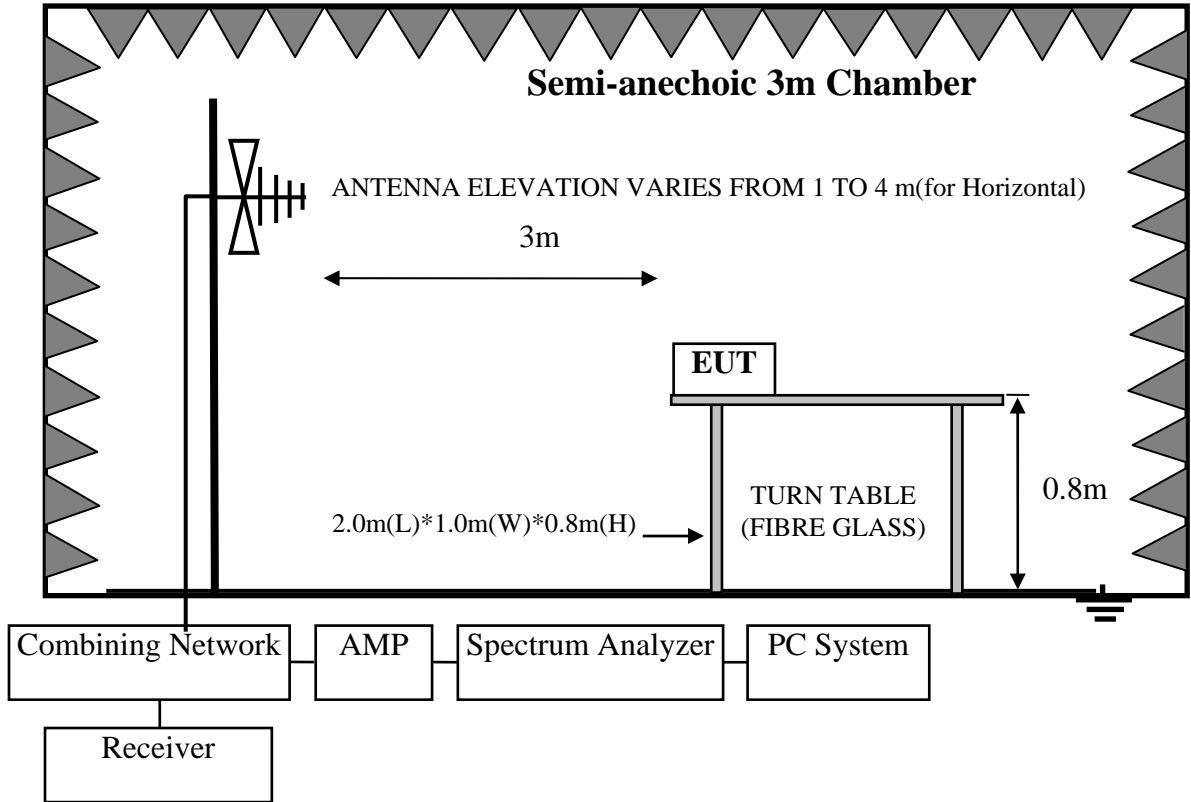 Semi-anechoic 3m Chamber
ANTENNA ELEVATION VARIES FROM 1 TO 4 m(for Horizontal)
3m
EUT
TURN TABLE
(FIBRE GLASS)
0.8m
2.0m(L)*1.0m(W)*0.8m(H)
Combining Network
AMP
Spectrum Analyzer
PC System
Receiver